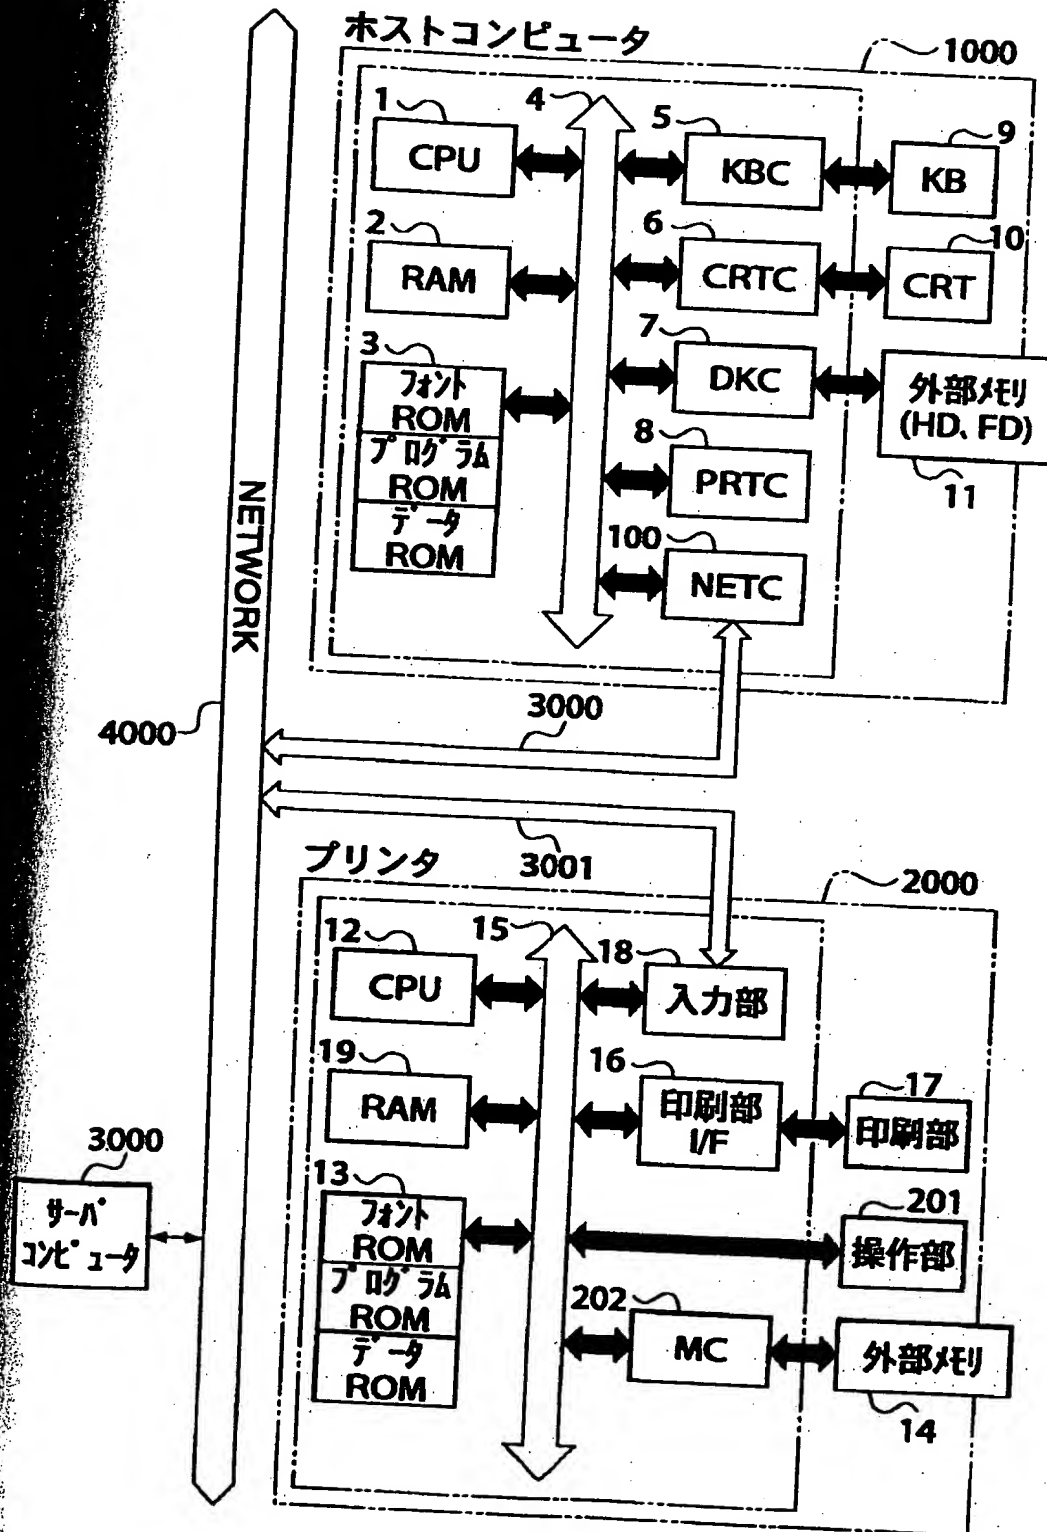 ホストコンピュータ
1000
1
CPU
4
5
KBC
9
KB
2
RAM
6
CRTC
10
CRT
3
フォント
ROM
プログラム
ROM
データ
ROM
7
DKC
外部メモリ
(HD、FD)
11
8
PRTC
100
NETC
NETWORK
4000
3000
3001
プリンタ
2000
12
CPU
15
18
入力部
19
RAM
16
印刷部
I/F
17
印刷部
3000
サーバ
コンピュータ
13
フォント
ROM
プログラム
ROM
データ
ROM
201
操作部
202
MC
外部メモリ
14